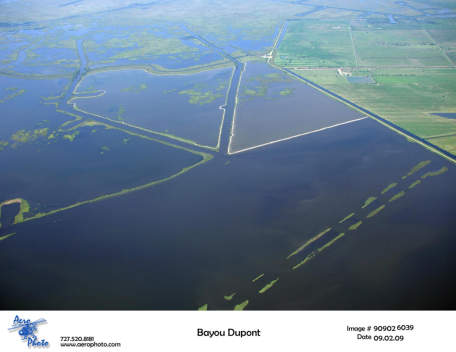 Aero
Photo
727.520.8181
www.aerophoto.com
Bayou Dupont
Image # 90902 6039
Date 09.02.09